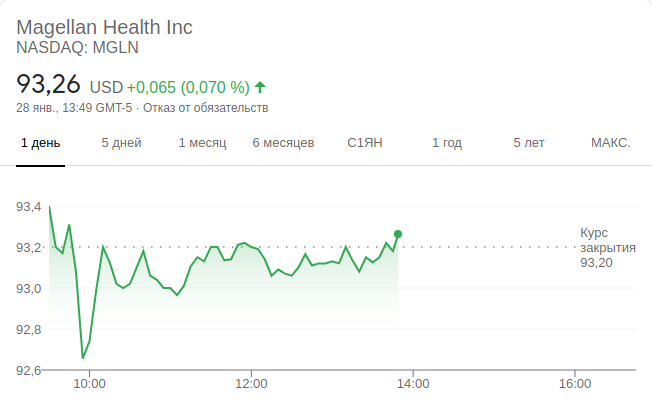 Magellan Health Inc
NASDAQ: MGLN
93,26 USD +0,065 (0,070 %)
28 янв., 13:49 GMT-5 · Отказ от обязательств
1 день 5 дней 1 месяц 6 месяцев С1ЯН 1 год 5 лет МАКС.
93,4
Курс
93,2 закрытия
93,20
93,0
92,8
92,6
10:00 12:00 14:00 16:00